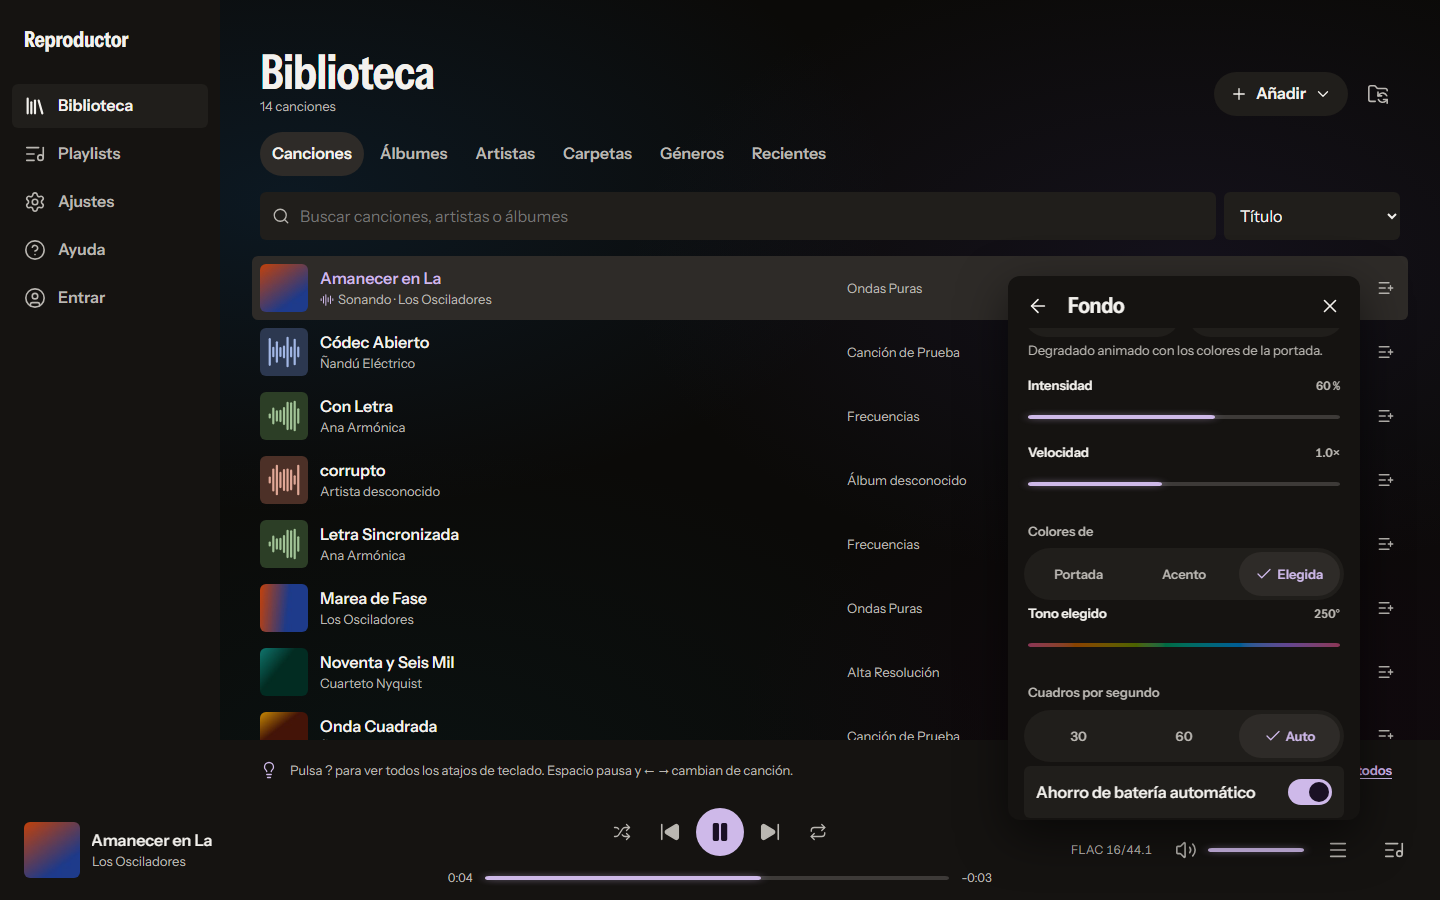 Reproductor
Biblioteca
Playlists
Ajustes
Ayuda
Entrar
Biblioteca
14 canciones
Añadir
Canciones
Álbumes
Artistas
Carpetas
Géneros
Recientes
Buscar canciones, artistas o álbumes
Título
Amanecer en La
Sonando · Los Osciladores
Ondas Puras
Códec Abierto
Ñandú Eléctrico
Canción de Prueba
Con Letra
Ana Armónica
Frecuencias
corrupto
Artista desconocido
Álbum desconocido
Letra Sincronizada
Ana Armónica
Frecuencias
Marea de Fase
Los Osciladores
Ondas Puras
Noventa y Seis Mil
Cuarteto Nyquist
Alta Resolución
Onda Cuadrada
Canción de Prueba
Fondo
Degradado animado con los colores de la portada.
Intensidad
60 %
Velocidad
1.0×
Colores de
Portada
Acento
Elegida
Tono elegido
250°
Cuadros por segundo
30
60
Auto
Ahorro de batería automático
Pulsa ? para ver todos los atajos de teclado. Espacio pausa y ← → cambian de canción.
todos
Amanecer en La
Los Osciladores
0:04
-0:03
FLAC 16/44.1